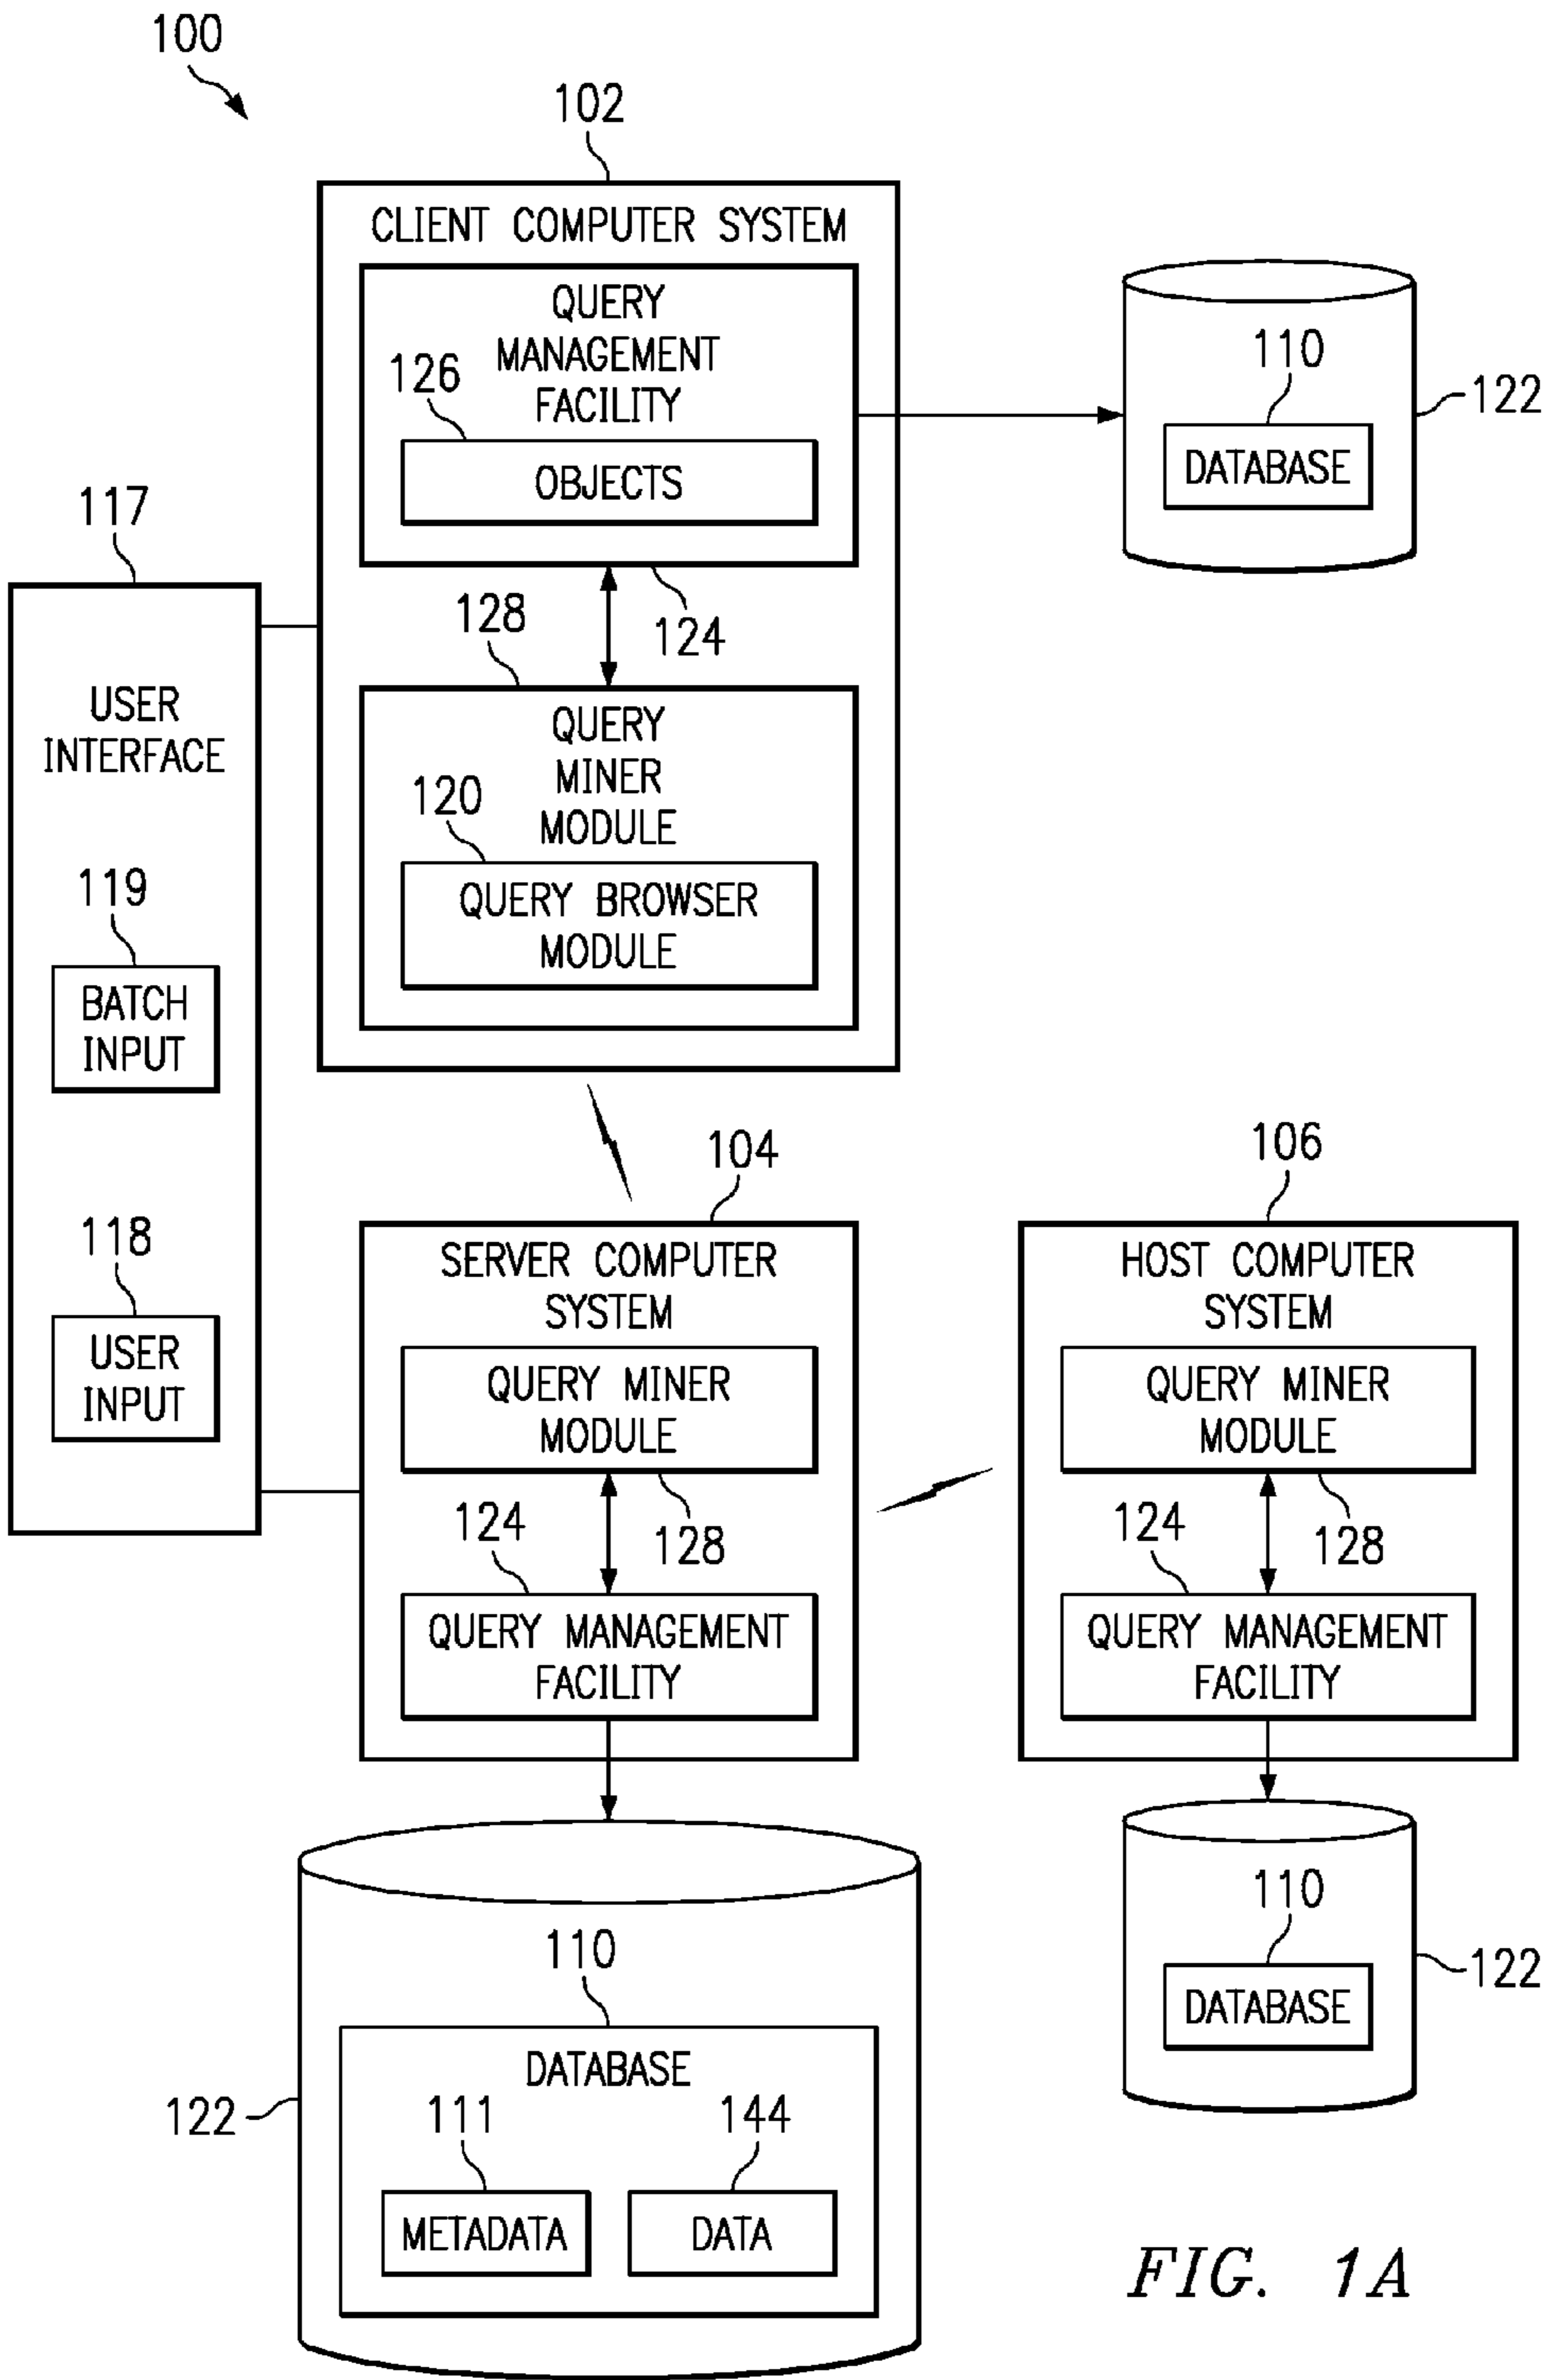 100
102
CLIENT COMPUTER SYSTEM
QUERY
MANAGEMENT
FACILITY
126
OBJECTS
124
128
QUERY
MINER
MODULE
120
QUERY BROWSER
MODULE
110
DATABASE
122
117
USER
INTERFACE
119
BATCH
INPUT
118
USER
INPUT
104
SERVER COMPUTER
SYSTEM
QUERY MINER
MODULE
124
128
QUERY MANAGEMENT
FACILITY
106
HOST COMPUTER
SYSTEM
QUERY MINER
MODULE
124
128
QUERY MANAGEMENT
FACILITY
110
DATABASE
122
111
METADATA
144
DATA
110
DATABASE
122
FIG. 1A